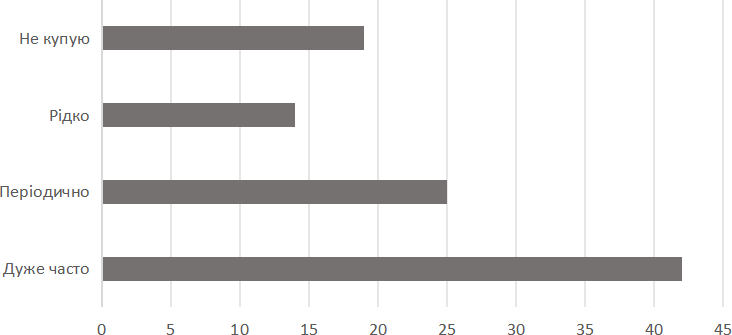 Не купую
Рідко
Періодично
Дуже часто
0 5 10 15 20 25 30 35 40 45